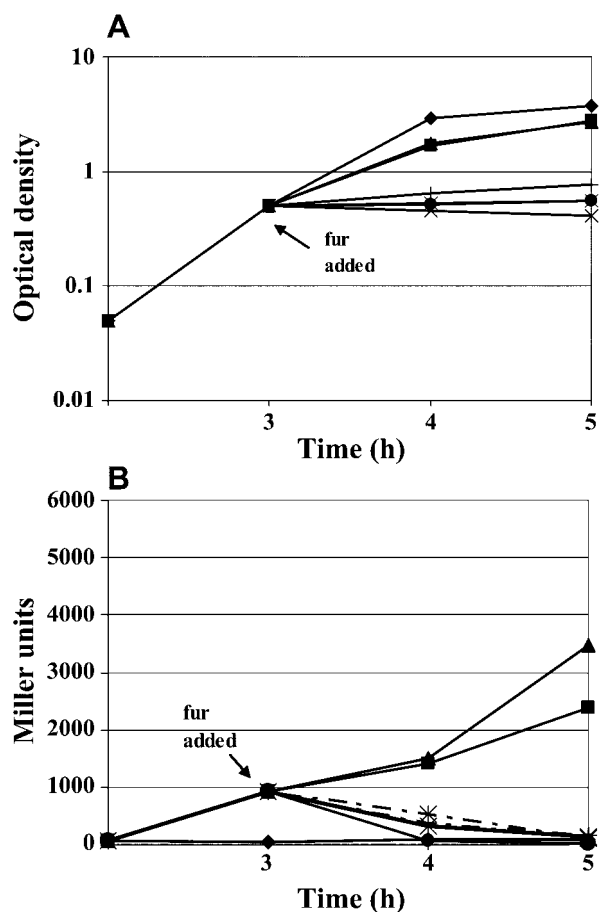 A
10
1
0.1
0.01
Optical density
fur
added
3
4
5
Time (h)
B
6000
5000
4000
3000
2000
1000
0
Miller units
fur
added
3
4
5
Time (h)